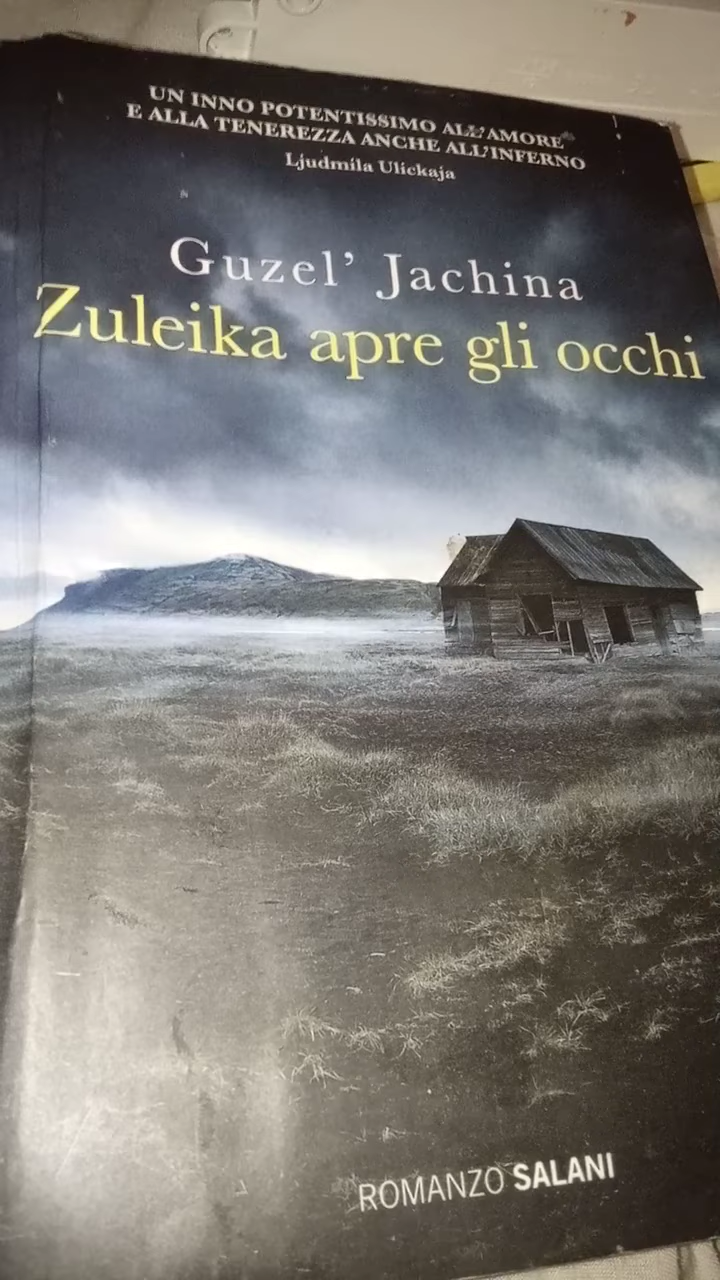 UN INNO POTENTISSIMO ALL'AMORE
E ALLA TENEREZZA ANCHE ALL'INFERNO
Ljudmila Ulickaja
Guzel' Jachina
Zuleika apre gli occhi
ROMANZO SALANI